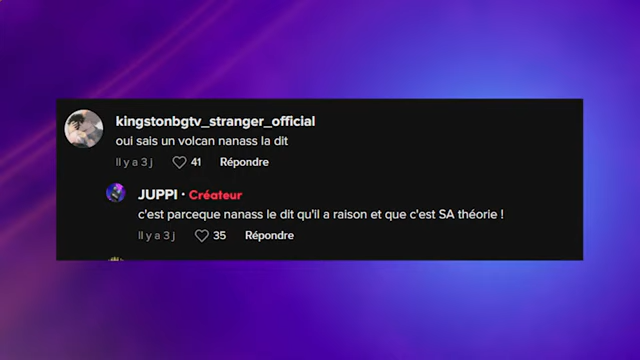 kingstonbgtv_stranger_official
oui sais un volcan nanass la dit
Il y a 3 j 41 Répondre
JUPPI · Créateur
c'est parceque nanass le dit qu'il a raison et que c'est SA théorie !
Il y a 3 j 35 Répondre